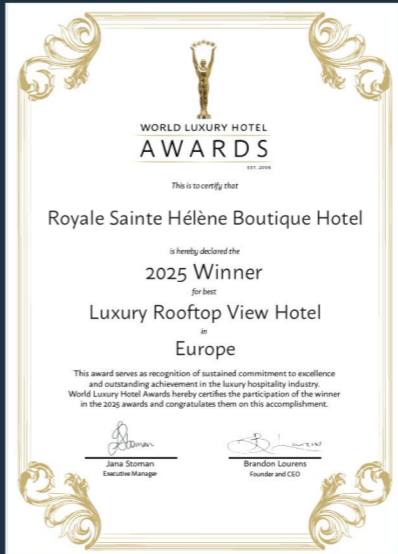 WORLD LUXURY HOTEL
AWARDS
EST. 2006
This is to certify that
Royale Sainte Hélène Boutique Hotel
is hereby declared the
2025 Winner
for best
Luxury Rooftop View Hotel
in
Europe
This award serves as recognition of sustained commitment to excellence
and outstanding achievement in the luxury hospitality industry.
World Luxury Hotel Awards hereby certifies the participation of the winner
in the 2025 awards and congratulates them on this accomplishment.
Jana Stoman
Executive Manager
Brandon Lourens
Founder and CEO